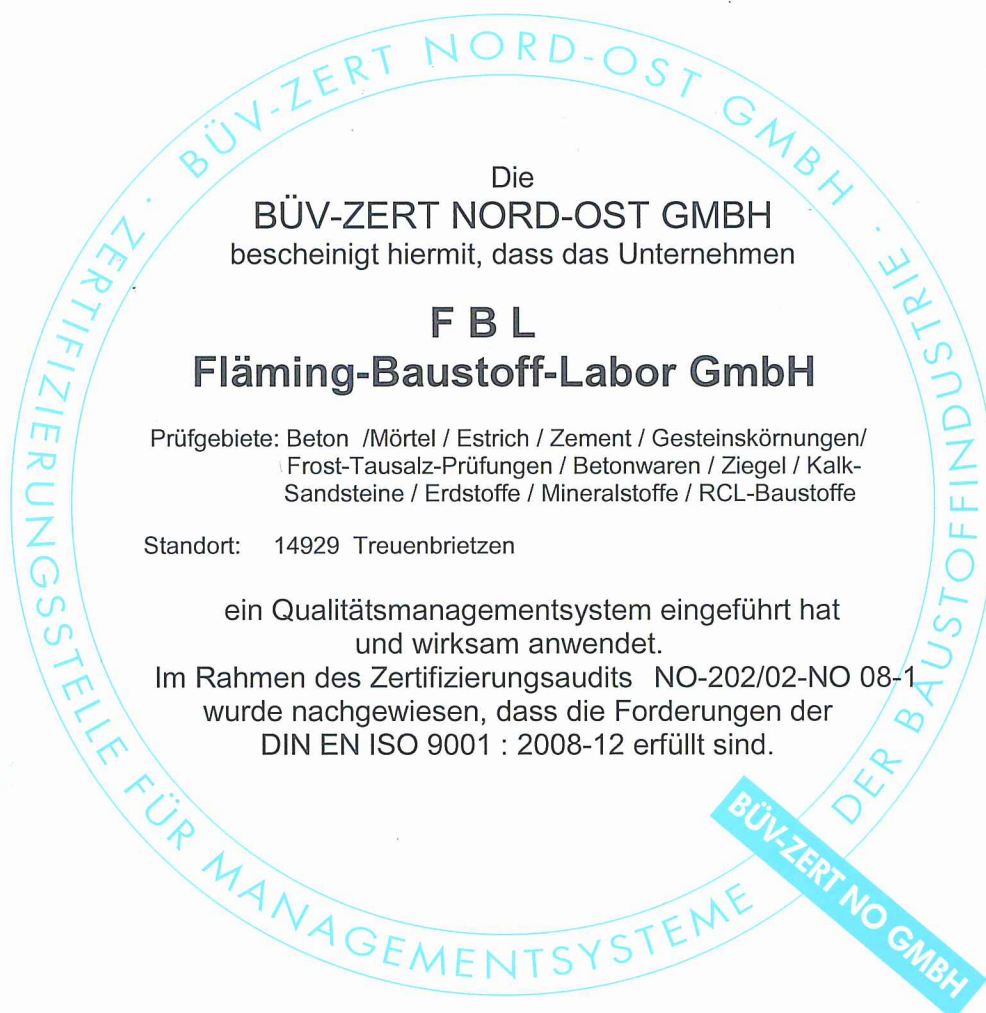 BÜV-ZERT NORD-OST GMBH · ZERTIFIZIERUNGSSTELLE FÜR MANAGEMENTSYSTEME DER BAUSTOFFINDUSTRIE ·
Die
BÜV-ZERT NORD-OST GMBH
bescheinigt hiermit, dass das Unternehmen
F B L
Fläming-Baustoff-Labor GmbH
Prüfgebiete: Beton /Mörtel / Estrich / Zement / Gesteinskörnungen/
Frost-Tausalz-Prüfungen / Betonwaren / Ziegel / Kalk-
Sandsteine / Erdstoffe / Mineralstoffe / RCL-Baustoffe
Standort: 14929 Treuenbrietzen
ein Qualitätsmanagementsystem eingeführt hat
und wirksam anwendet.
Im Rahmen des Zertifizierungsaudits NO-202/02-NO 08-1
wurde nachgewiesen, dass die Forderungen der
DIN EN ISO 9001 : 2008-12 erfüllt sind.
BÜV-ZERT NO GMBH